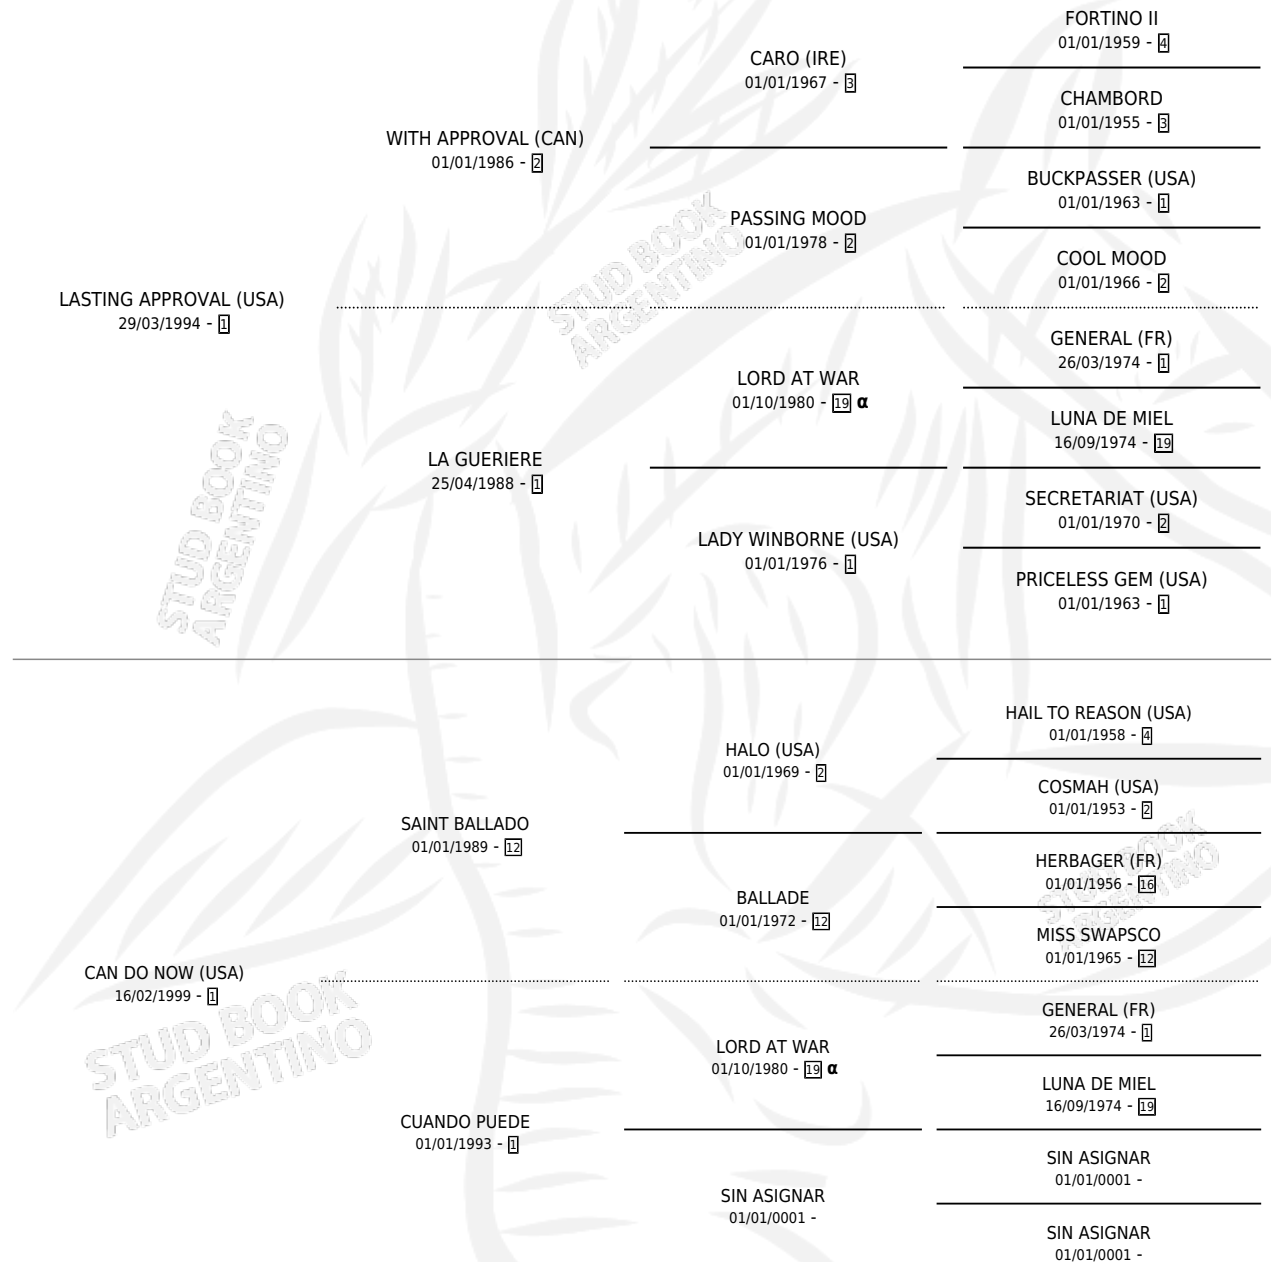 FORTINO II
01/01/1959 - 4
CARO (IRE)
01/01/1967 - 3
CHAMBORD
01/01/1955 - 3
WITH APPROVAL (CAN)
01/01/1986 - 2
BUCKPASSER (USA)
01/01/1963 - 1
PASSING MOOD
01/01/1978 - 2
COOL MOOD
01/01/1966 - 2
LASTING APPROVAL (USA)
29/03/1994 - 1
GENERAL (FR)
26/03/1974 - 1
LORD AT WAR
01/10/1980 - 19 α
LUNA DE MIEL
16/09/1974 - 19
LA GUERIERE
25/04/1988 - 1
SECRETARIAT (USA)
01/01/1970 - 2
LADY WINBORNE (USA)
01/01/1976 - 1
PRICELESS GEM (USA)
01/01/1963 - 1
HAIL TO REASON (USA)
01/01/1958 - 4
HALO (USA)
01/01/1969 - 2
COSMAH (USA)
01/01/1953 - 2
SAINT BALLADO
01/01/1989 - 12
HERBAGER (FR)
01/01/1956 - 16
BALLADE
01/01/1972 - 12
MISS SWAPSCO
01/01/1965 - 12
CAN DO NOW (USA)
16/02/1999 - 1
GENERAL (FR)
26/03/1974 - 1
LORD AT WAR
01/10/1980 - 19 α
LUNA DE MIEL
16/09/1974 - 19
CUANDO PUEDE
01/01/1993 - 1
SIN ASIGNAR
01/01/0001 -
SIN ASIGNAR
01/01/0001 -
SIN ASIGNAR
01/01/0001 -
STUD BOOK
ARGENTINO
STUD BOOK
ARGENTINO
STUD BOOK
ARGENTINO
STUD BOOK
ARGENTINO